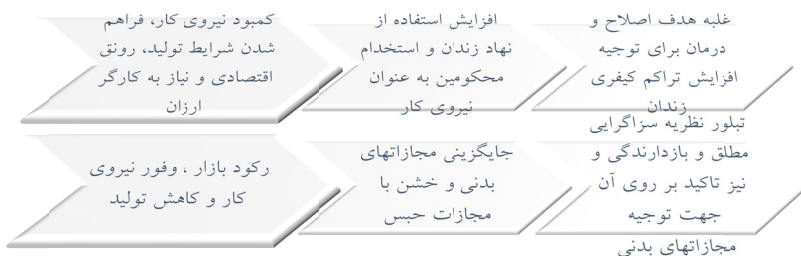 کمبود نیروی کار، فراهم
شدن شرایط تولید، رونق
اقتصادی و نیاز به کارگر
ارزان
افزایش استفاده از
نهاد زندن و استخدام
محکومین به عنوان
نیروی کار
غلبه هدف اصلاح و
درمان برای توجیه
افزایش تراکم کیفری
زندان
رکود بازار ، وفور نیروی
کار و کاهش تولید
جایگزینی مجازاتهای
بدنی و خشن با
مجازات حبس
تبلور نظریه سزاگرایی
مطلق و بازدارندگی و
نیز تاکید بر روی آن
جهت توجیه
مجازاتهای بدنی